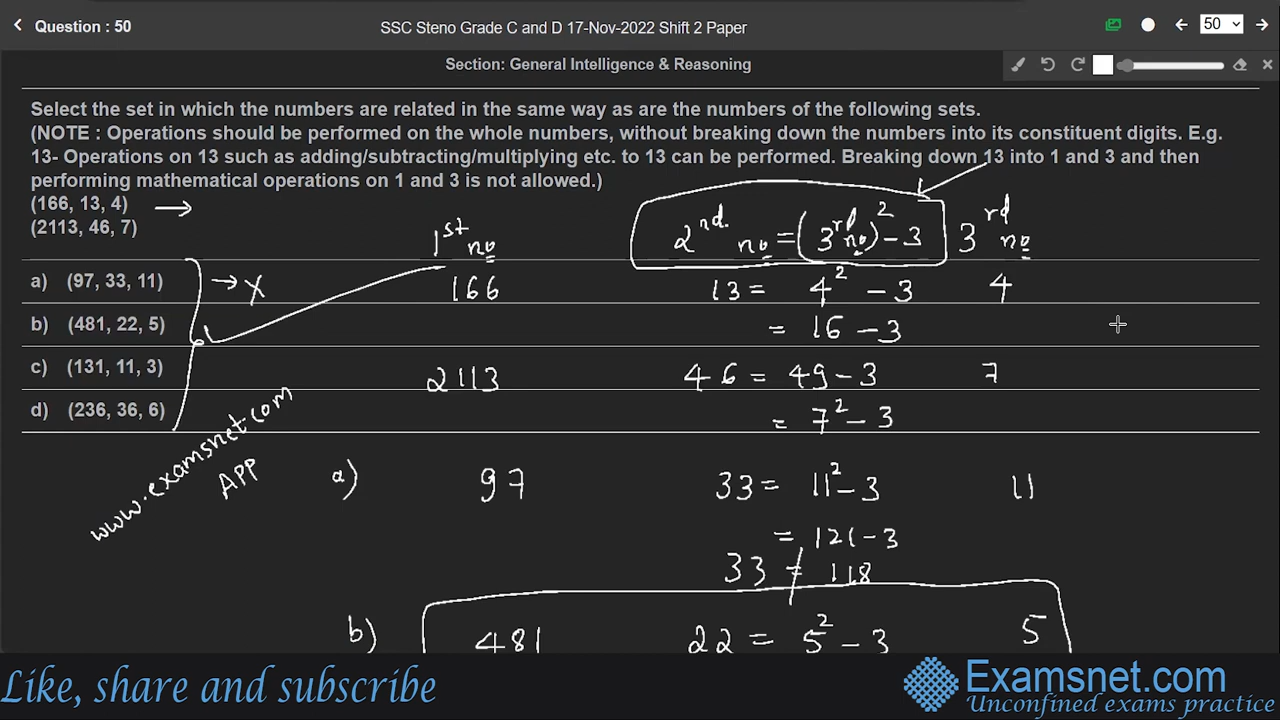 Question : 50
SSC Steno Grade C and D 17-Nov-2022 Shift 2 Paper
50
Section: General Intelligence & Reasoning
Select the set in which the numbers are related in the same way as are the numbers of the following sets.
(NOTE : Operations should be performed on the whole numbers, without breaking down the numbers into its constituent digits. E.g.
13- Operations on 13 such as adding/subtracting/multiplying etc. to 13 can be performed. Breaking down 13 into 1 and 3 and then
performing mathematical operations on 1 and 3 is not allowed.)
(166, 13, 4) →
(2113, 46, 7)
1st no 2nd. no = (3rd no)² - 3 3rd no
a) (97, 33, 11) → X 166 13 = 4² - 3 4
b) (481, 22, 5) = 16 - 3
c) (131, 11, 3) 2113 46 = 49 - 3 7
d) (236, 36, 6) = 7² - 3
www.examsnet.com
APP
a) 97 33 = 11² - 3 11
= 121 - 3
33 ≠ 118
b) 481 22 = 5² - 3 5
Like, share and subscribe
Examsnet.com
Unconfined exams practice